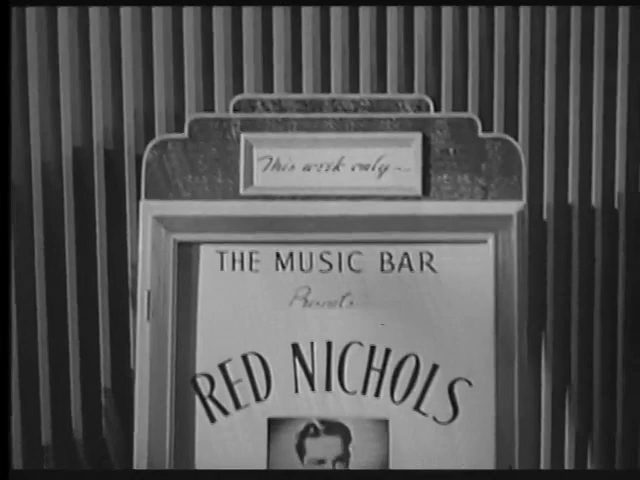 This week only...
THE MUSIC BAR
Presents
RED NICHOLS